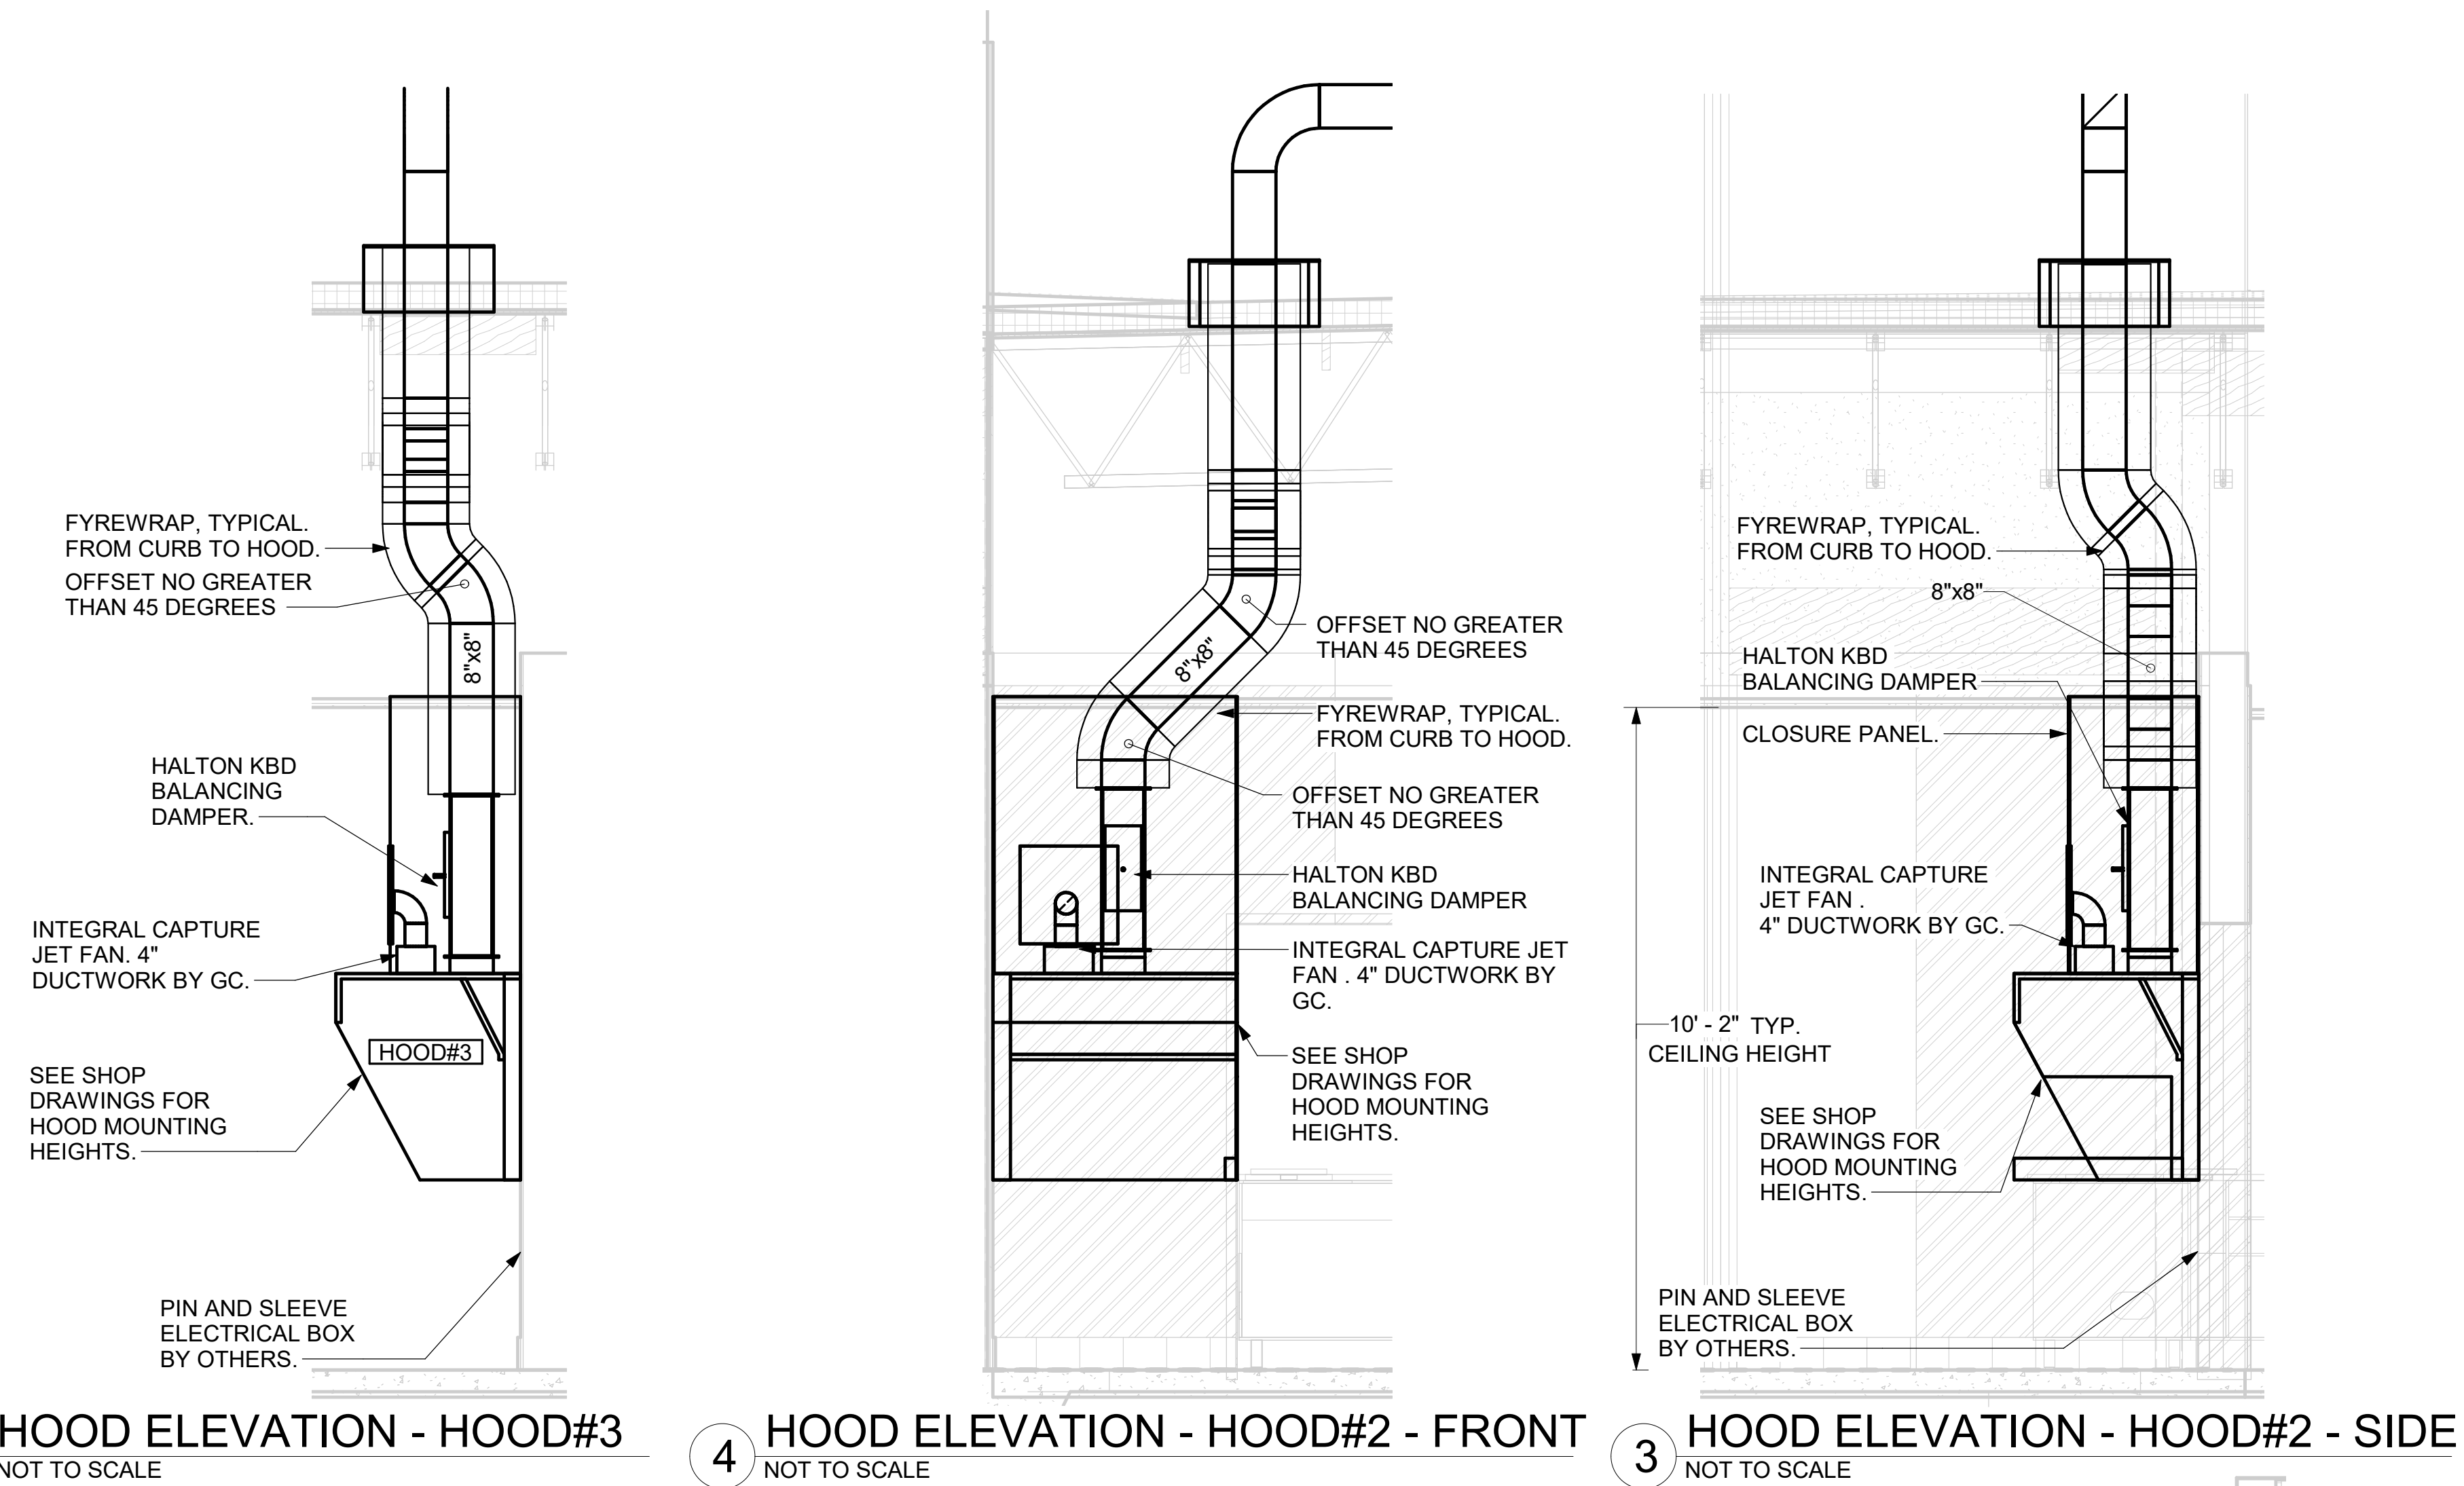 FYREWRAP, TYPICAL.
FROM CURB TO HOOD.
OFFSET NO GREATER
THAN 45 DEGREES
8"x8"
HALTON KBD
BALANCING
DAMPER.
INTEGRAL CAPTURE
JET FAN. 4"
DUCTWORK BY GC.
HOOD#3
SEE SHOP
DRAWINGS FOR
HOOD MOUNTING
HEIGHTS.
PIN AND SLEEVE
ELECTRICAL BOX
BY OTHERS.
HOOD ELEVATION - HOOD#3
NOT TO SCALE
OFFSET NO GREATER
THAN 45 DEGREES
8"x8"
FYREWRAP, TYPICAL.
FROM CURB TO HOOD.
OFFSET NO GREATER
THAN 45 DEGREES
HALTON KBD
BALANCING DAMPER
INTEGRAL CAPTURE JET
FAN . 4" DUCTWORK BY
GC.
SEE SHOP
DRAWINGS FOR
HOOD MOUNTING
HEIGHTS.
4
HOOD ELEVATION - HOOD#2 - FRONT
NOT TO SCALE
FYREWRAP, TYPICAL.
FROM CURB TO HOOD.
8"x8"
HALTON KBD
BALANCING DAMPER
CLOSURE PANEL.
INTEGRAL CAPTURE
JET FAN .
4" DUCTWORK BY GC.
10' - 2" TYP.
CEILING HEIGHT
SEE SHOP
DRAWINGS FOR
HOOD MOUNTING
HEIGHTS.
PIN AND SLEEVE
ELECTRICAL BOX
BY OTHERS.
3
HOOD ELEVATION - HOOD#2 - SIDE
NOT TO SCALE